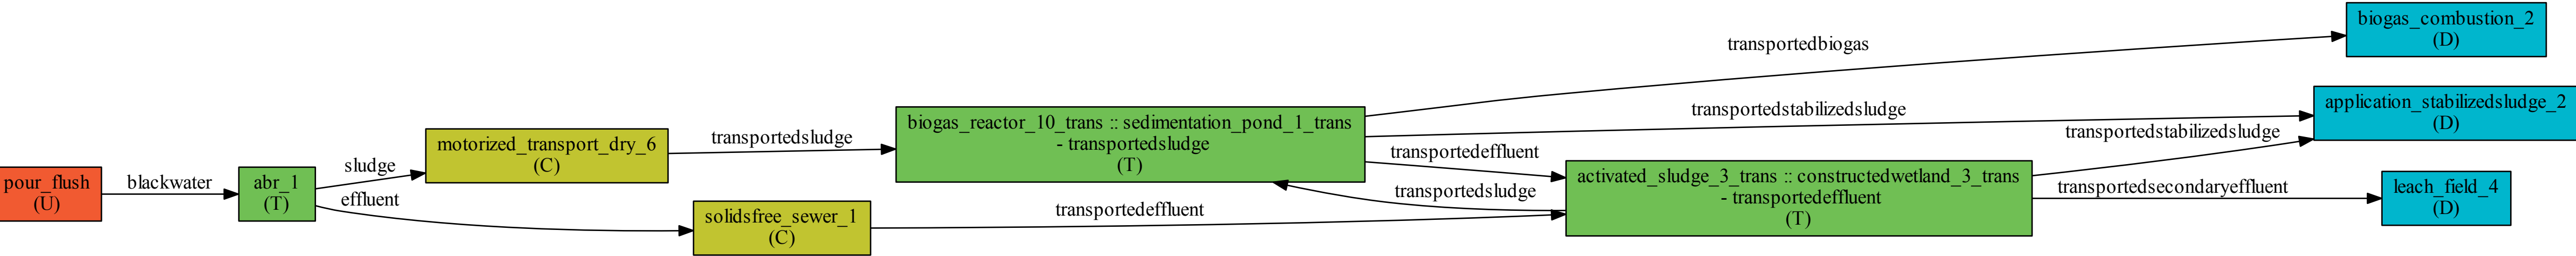 pour_flush
(U)
blackwater
abr_1
(T)
sludge
effluent
motorized_transport_dry_6
(C)
solidsfree_sewer_1
(C)
transportedsludge
transportedeffluent
biogas_reactor_10_trans :: sedimentation_pond_1_trans
- transportedsludge
(T)
transportedeffluent
transportedsludge
activated_sludge_3_trans :: constructedwetland_3_trans
- transportedeffluent
(T)
transportedbiogas
transportedstabilizedsludge
transportedstabilizedsludge
transportedsecondaryeffluent
biogas_combustion_2
(D)
application_stabilizedsludge_2
(D)
leach_field_4
(D)